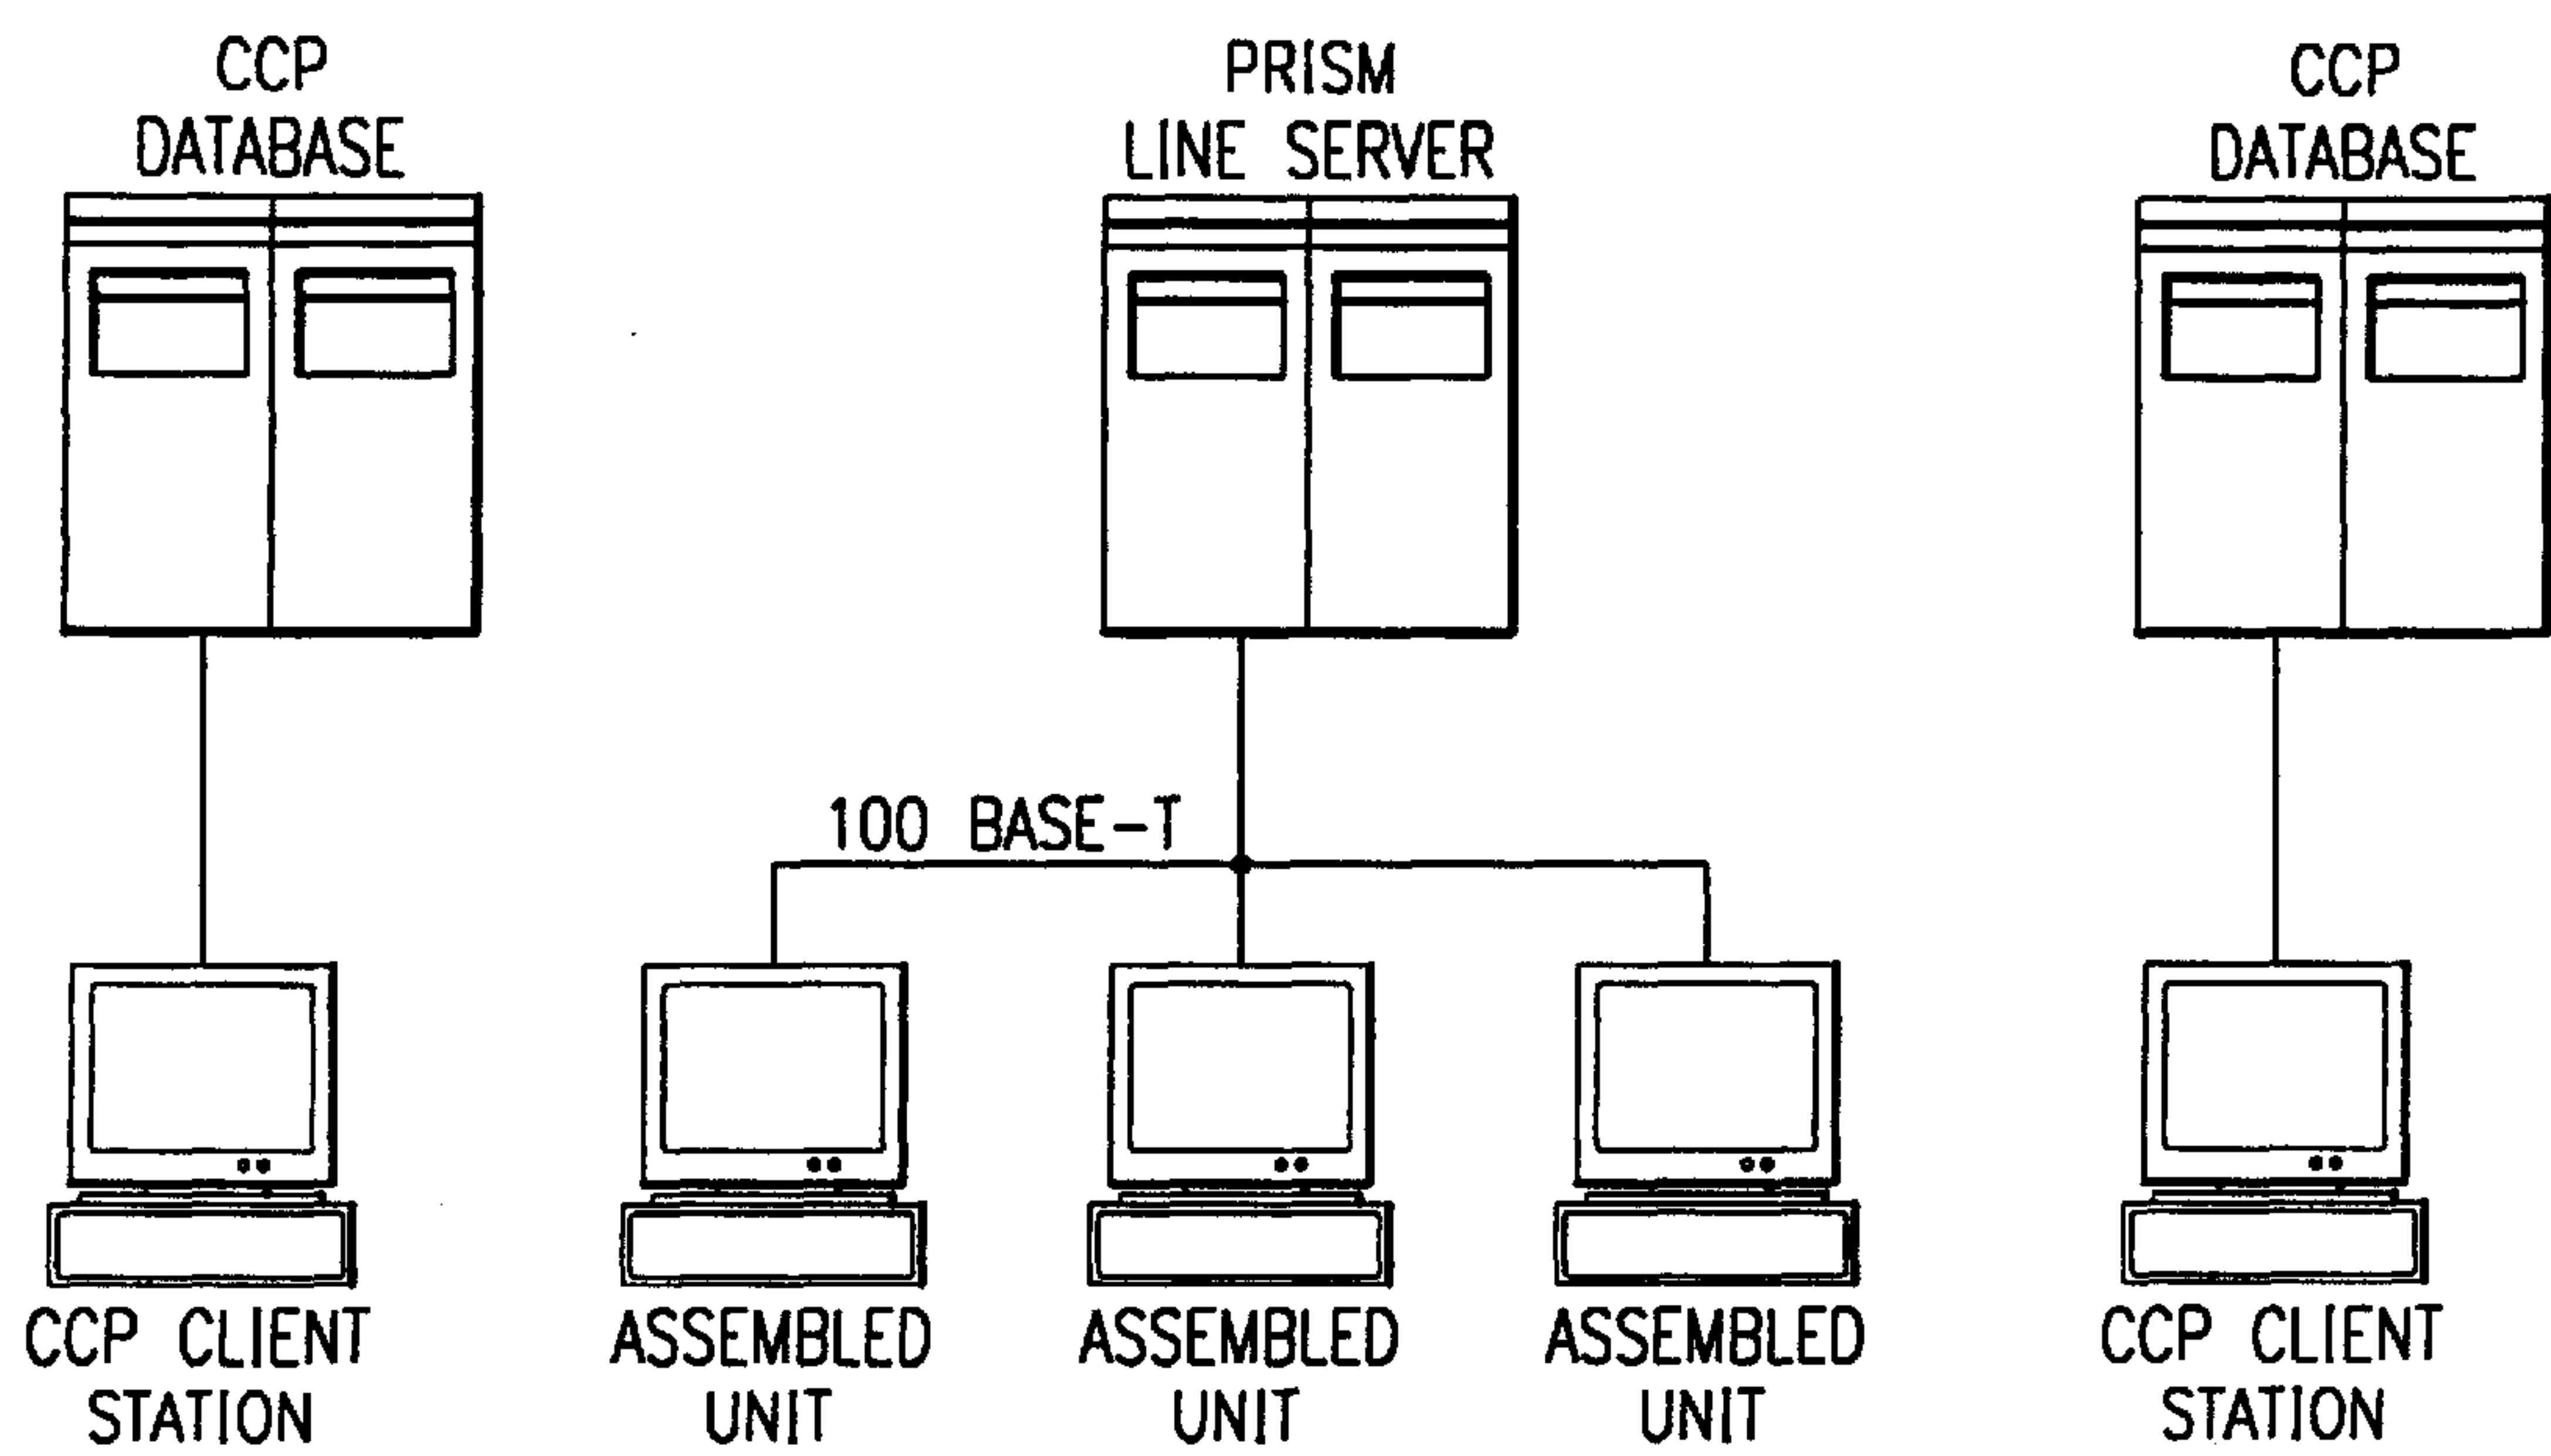 CCP
DATABASE
PRISM
LINE SERVER
CCP
DATABASE
100 BASE-T
CCP CLIENT
STATION
ASSEMBLED
UNIT
ASSEMBLED
UNIT
ASSEMBLED
UNIT
CCP CLIENT
STATION